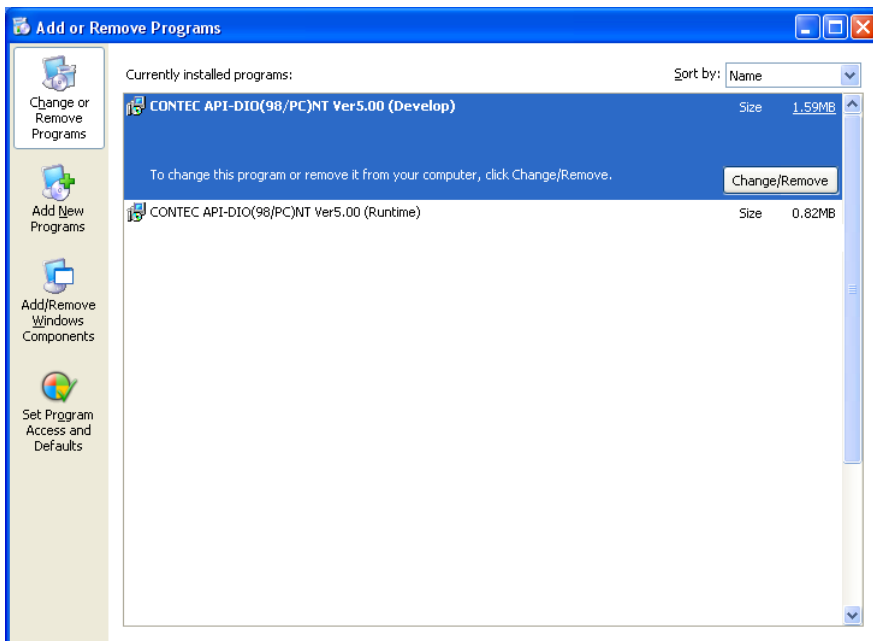 Add or Remove Programs
Change or
Remove
Programs
Add New
Programs
Add/Remove
Windows
Components
Set Program
Access and
Defaults
Currently installed programs:
Sort by: Name
CONTEC API-DIO(98/PC)NT Ver5.00 (Develop) Size 1.59MB
To change this program or remove it from your computer, click Change/Remove. Change/Remove
CONTEC API-DIO(98/PC)NT Ver5.00 (Runtime) Size 0.82MB